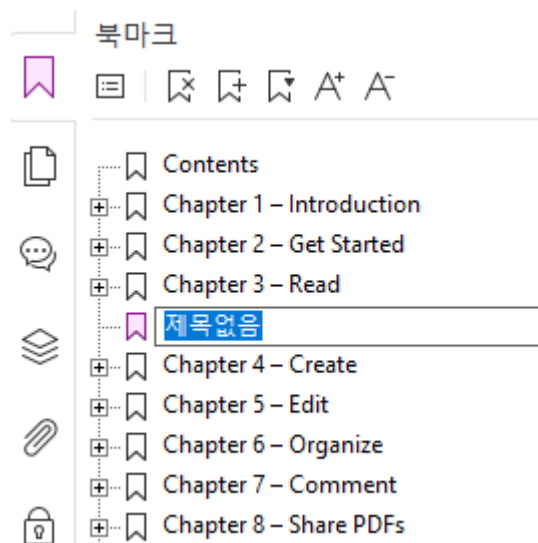 북마크
Contents
Chapter 1 – Introduction
Chapter 2 – Get Started
Chapter 3 – Read
제목없음
Chapter 4 – Create
Chapter 5 – Edit
Chapter 6 – Organize
Chapter 7 – Comment
Chapter 8 – Share PDFs